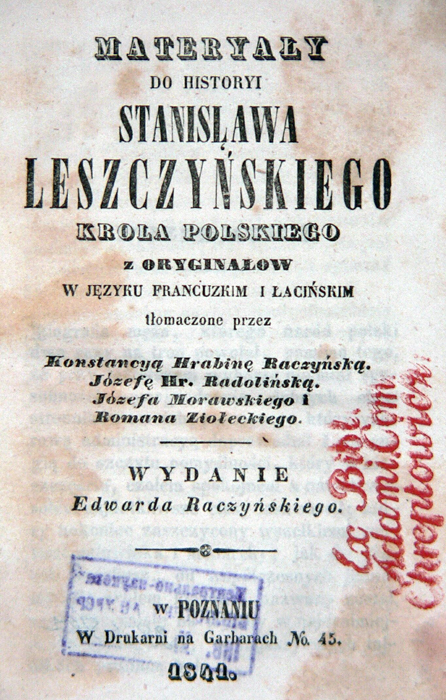 MATERYAŁY
DO HISTORYI
STANISŁAWA
LESZCZYŃSKIEGO
KROLA POLSKIEGO
z ORYGINAŁOW
W JĘZYKU FRANCUZKIM I ŁACIŃSKIM
tłomaczone przez
Konstancyą Hrabinę Raczyńską.
Józefę Hr. Radolińską.
Józefa Morawskiego i
Romana Ziołeckiego.
WYDANIE
Edwarda Raczyńskiego.
w POZNANIU
W Drukarni na Garbarach No. 45.
1841.
Ex Bibl.
Adami Com.
Chreptowicz.